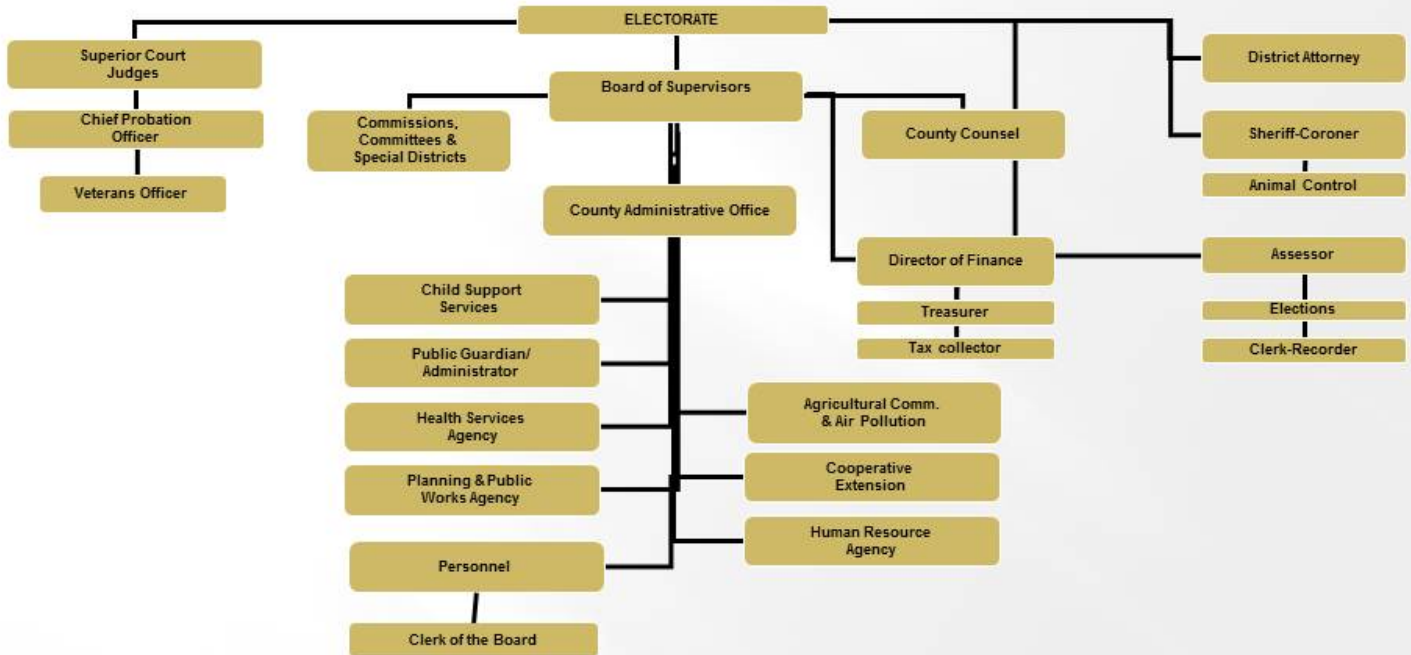 ELECTORATE
Superior Court
Judges
Chief Probation
Officer
Veterans Officer
Board of Supervisors
Commissions,
Committees &
Special Districts
County Counsel
County Administrative Office
Director of Finance
Treasurer
Tax collector
District Attorney
Sheriff-Coroner
Animal Control
Assessor
Elections
Clerk-Recorder
Child Support
Services
Public Guardian/
Administrator
Health Services
Agency
Planning & Public
Works Agency
Personnel
Clerk of the Board
Agricultural Comm.
& Air Pollution
Cooperative
Extension
Human Resource
Agency